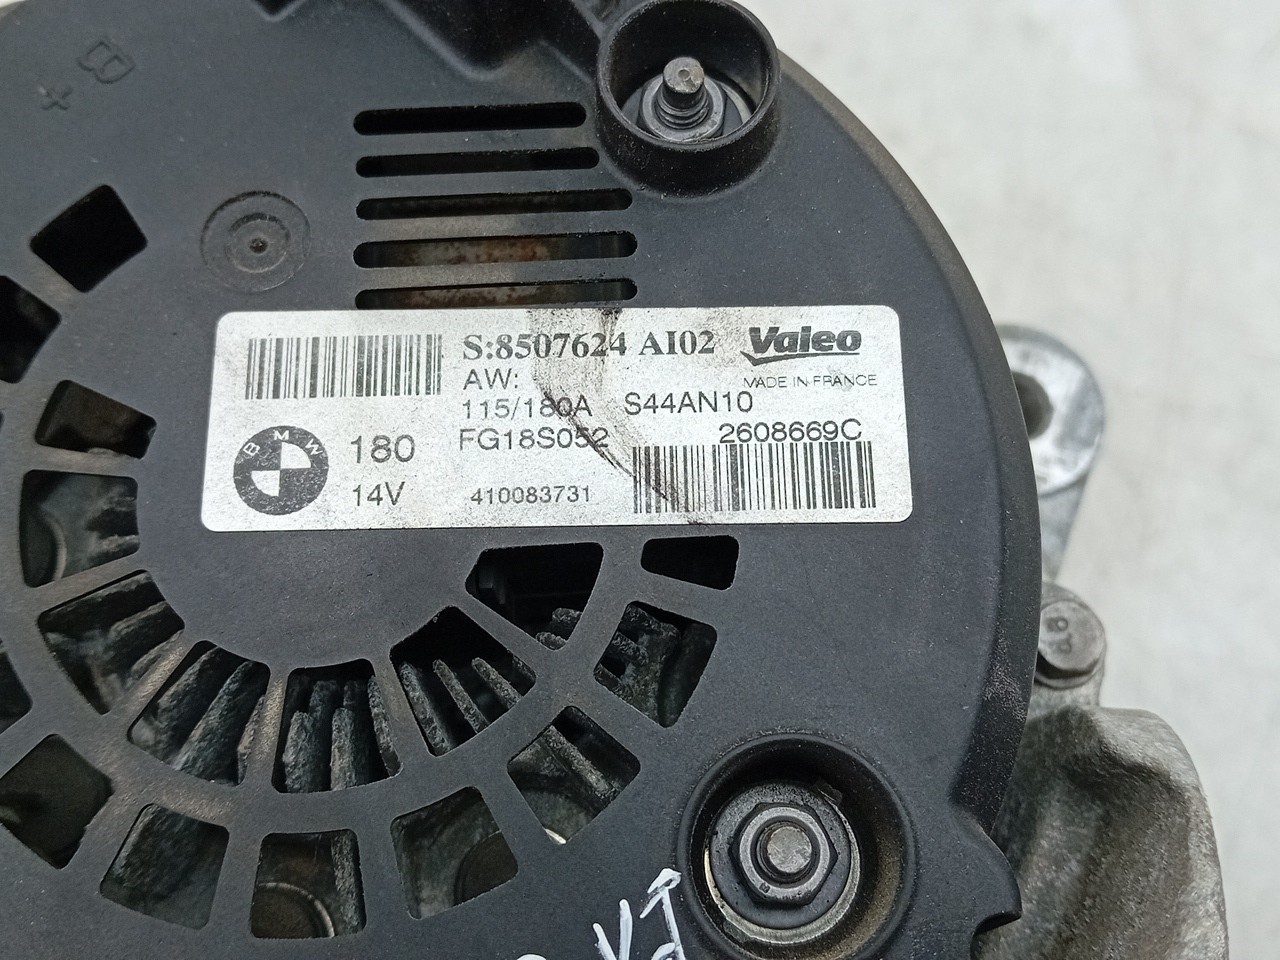 B
+
S:8507624 AI02 Valeo
AW: MADE IN FRANCE
115/180A S44AN10
BMW 180 FG18S052 2608669C
14V 410083731